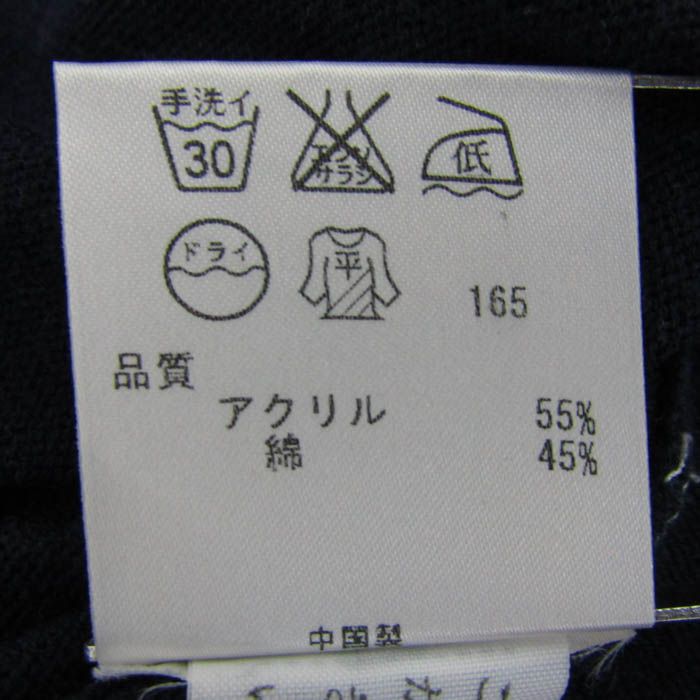 手洗イ
30
エンソ
サラシ
低
ドライ
平
165
品質
アクリル 55%
綿 45%
中国製